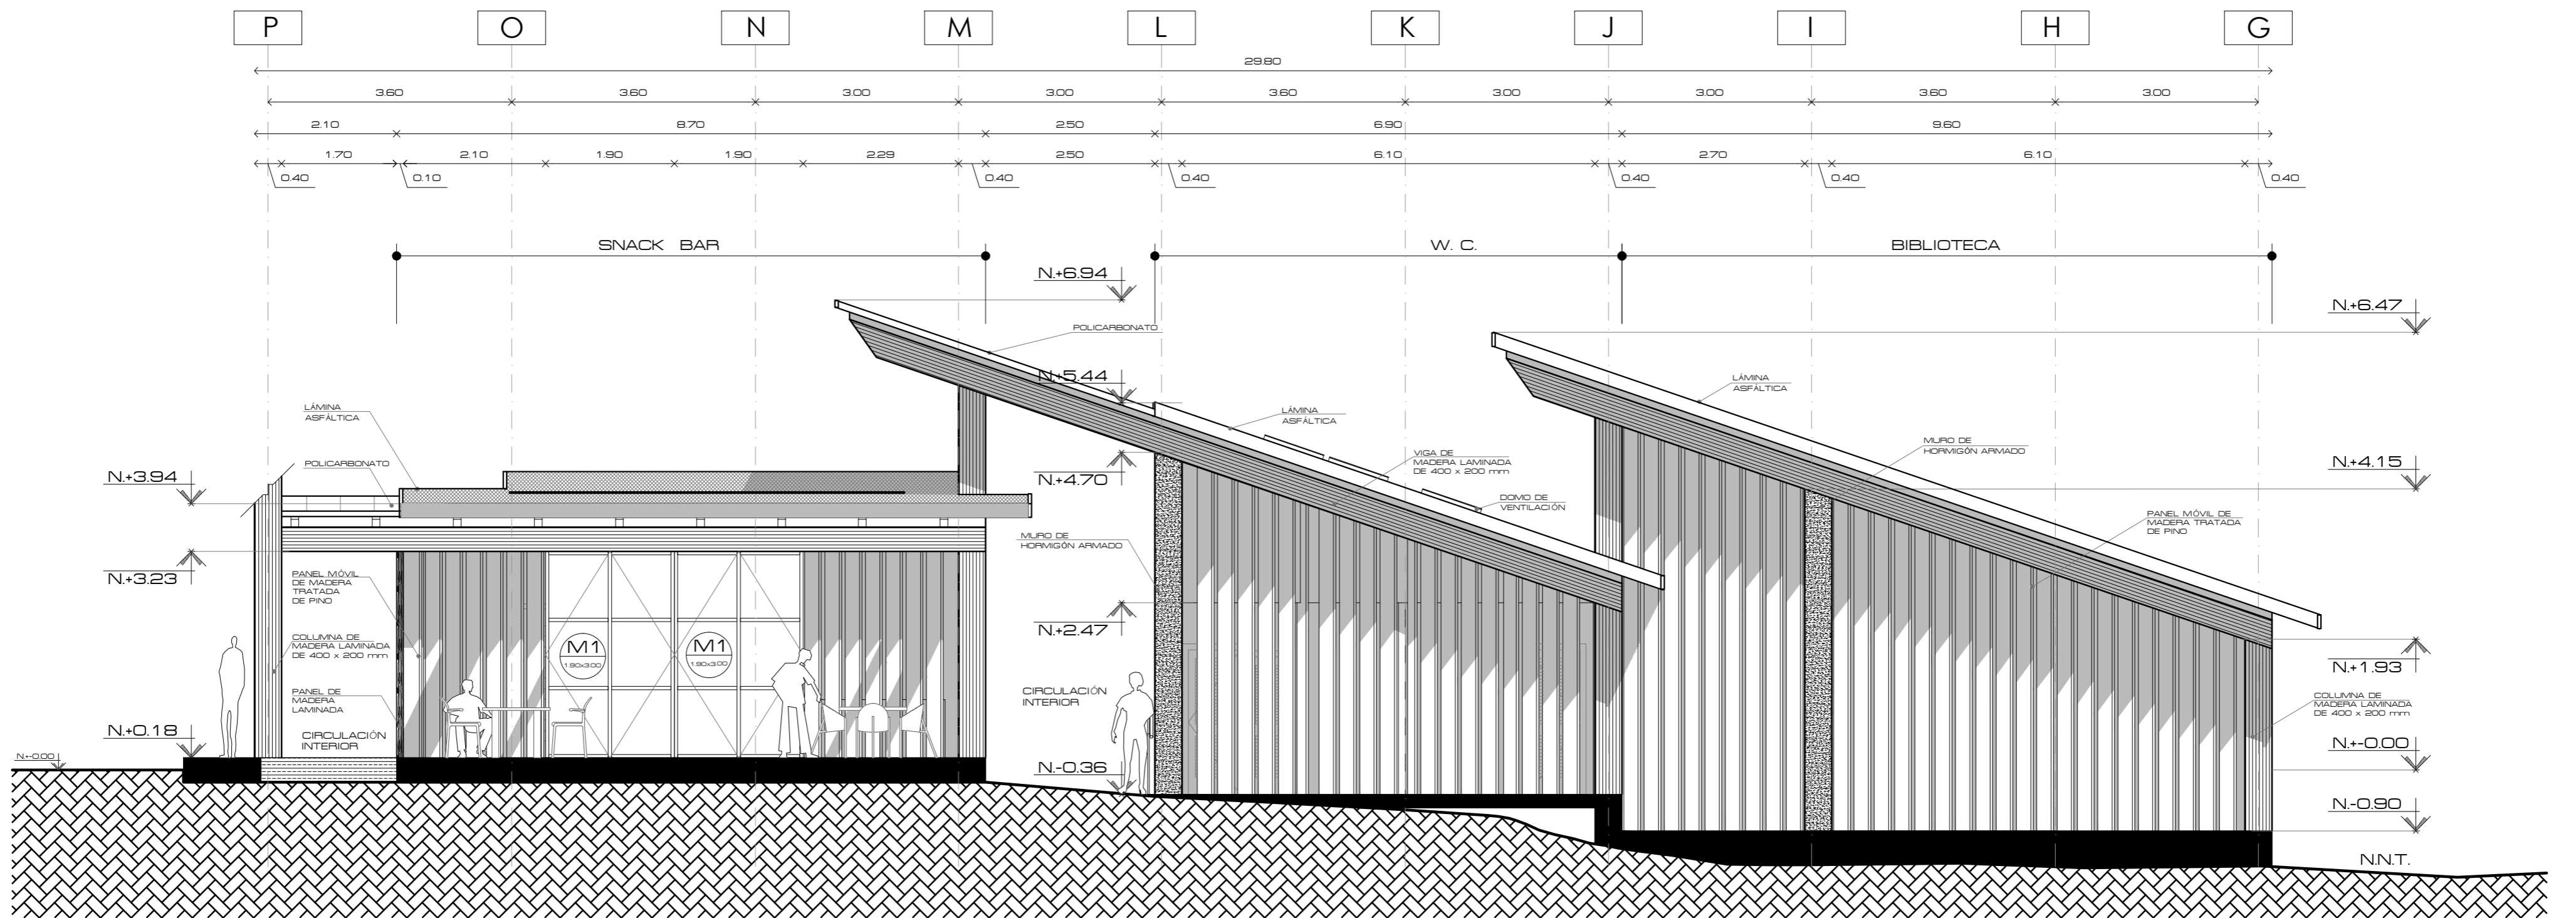 P O N M L K J I H G
29.80
3.60 3.60 3.00 3.00 3.60 3.00 3.00 3.60 3.00
2.10 8.70 2.50 6.90 9.60
1.70 2.10 1.90 1.90 2.29 2.50 6.10 2.70 6.10
0.40 0.10 0.40 0.40 0.40 0.40 0.40
SNACK BAR W. C. BIBLIOTECA
N.+6.94
N.+6.47
POLICARBONATO
N.+5.44
LÁMINA
ASFÁLTICA
LÁMINA
ASFÁLTICA
LÁMINA
ASFÁLTICA
MURO DE
HORMIGÓN ARMADO
VIGA DE
MADERA LAMINADA
DE 400 x 200 mm
POLICARBONATO
N.+3.94
N.+4.70
N.+4.15
DOMO DE
VENTILACIÓN
PANEL MÓVIL DE
MADERA TRATADA
DE PINO
MURO DE
HORMIGÓN ARMADO
N.+3.23
PANEL MÓVIL
DE MADERA
TRATADA
DE PINO
N.+2.47
COLUMNA DE
MADERA LAMINADA
DE 400 x 200 mm
M1
1.90x3.00
M1
1.90x3.00
N.+1.93
PANEL DE
MADERA
LAMINADA
CIRCULACIÓN
INTERIOR
COLUMNA DE
MADERA LAMINADA
DE 400 x 200 mm
N.+0.18
CIRCULACIÓN
INTERIOR
N.+-0.00
N.+-0.00
N.-0.36
N.-0.90
N.N.T.